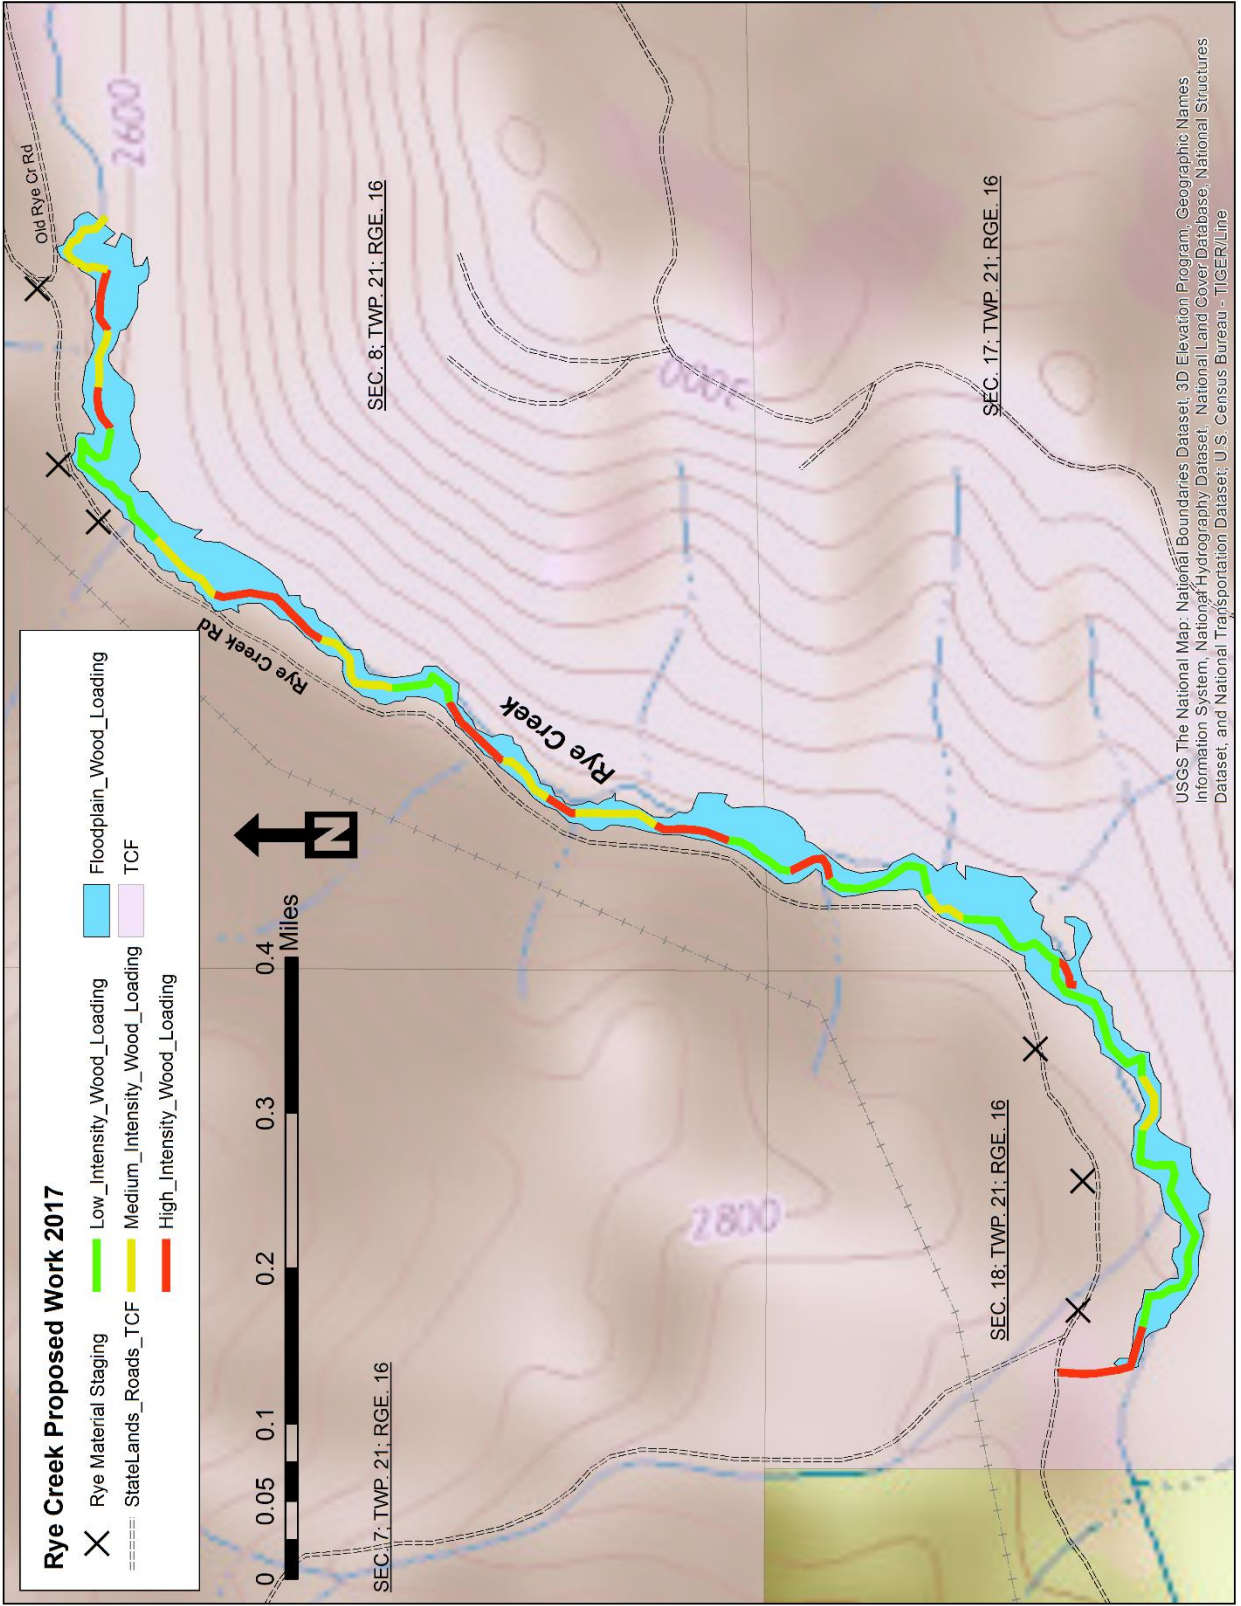 Rye Creek Proposed Work 2017
Rye Material Staging
StateLands_Roads_TCF
Low_Intensity_Wood_Loading
Medium_Intensity_Wood_Loading
High_Intensity_Wood_Loading
Floodplain_Wood_Loading
TCF
0 0.05 0.1 0.2 0.3 0.4
Miles
N
Old Rye Cr Rd
2600
Rye Creek Rd
Rye Creek
SEC. 7; TWP. 21; RGE. 16
SEC. 8; TWP. 21; RGE. 16
2800
3000
SEC. 18; TWP. 21; RGE. 16
SEC. 17; TWP. 21; RGE. 16
USGS The National Map: National Boundaries Dataset, 3D Elevation Program, Geographic Names
Information System, National Hydrography Dataset, National Land Cover Database, National Structures
Dataset, and National Transportation Dataset; U.S. Census Bureau - TIGER/Line